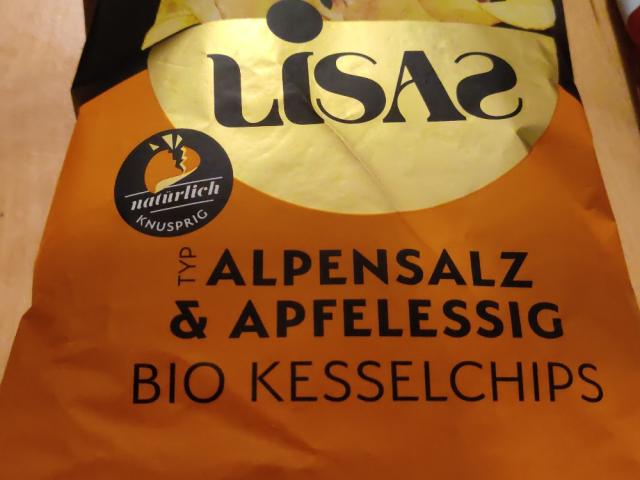 LiSAS
natürlich
KNUSPRIG
TYP ALPENSALZ
& APFELESSIG
BIO KESSELCHIPS